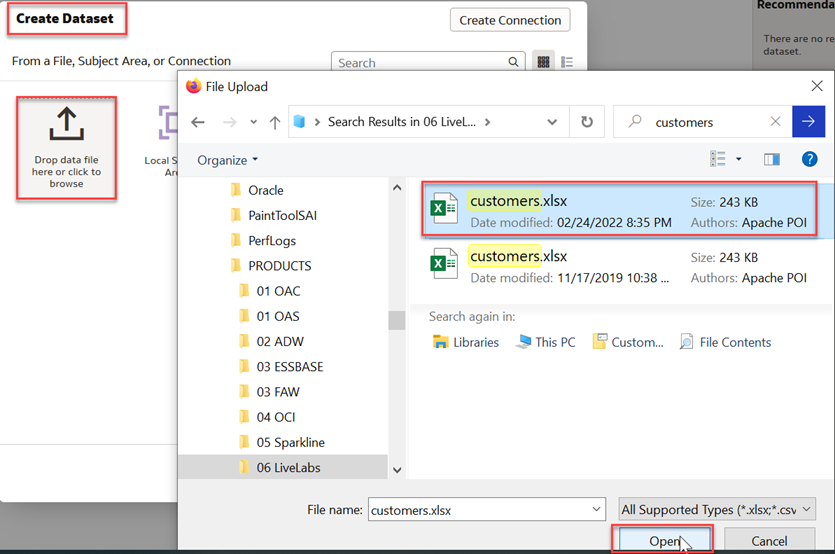 Create Dataset
Create Connection
Recommenda
There are no re
dataset.
From a File, Subject Area, or Connection
Search
Drop data file
here or click to
browse
Local S
Are
File Upload
Search Results in 06 LiveL...
customers
Organize
Oracle
PaintToolSAI
PerfLogs
PRODUCTS
01 OAC
01 OAS
02 ADW
03 ESSBASE
03 FAW
04 OCI
05 Sparkline
06 LiveLabs
customers.xlsx
Date modified: 02/24/2022 8:35 PM
Size: 243 KB
Authors: Apache POI
customers.xlsx
Date modified: 11/17/2019 10:38 ...
Size: 243 KB
Authors: Apache POI
Search again in:
Libraries
This PC
Custom...
File Contents
File name:
customers.xlsx
All Supported Types (*.xlsx;*.csv
Open
Cancel